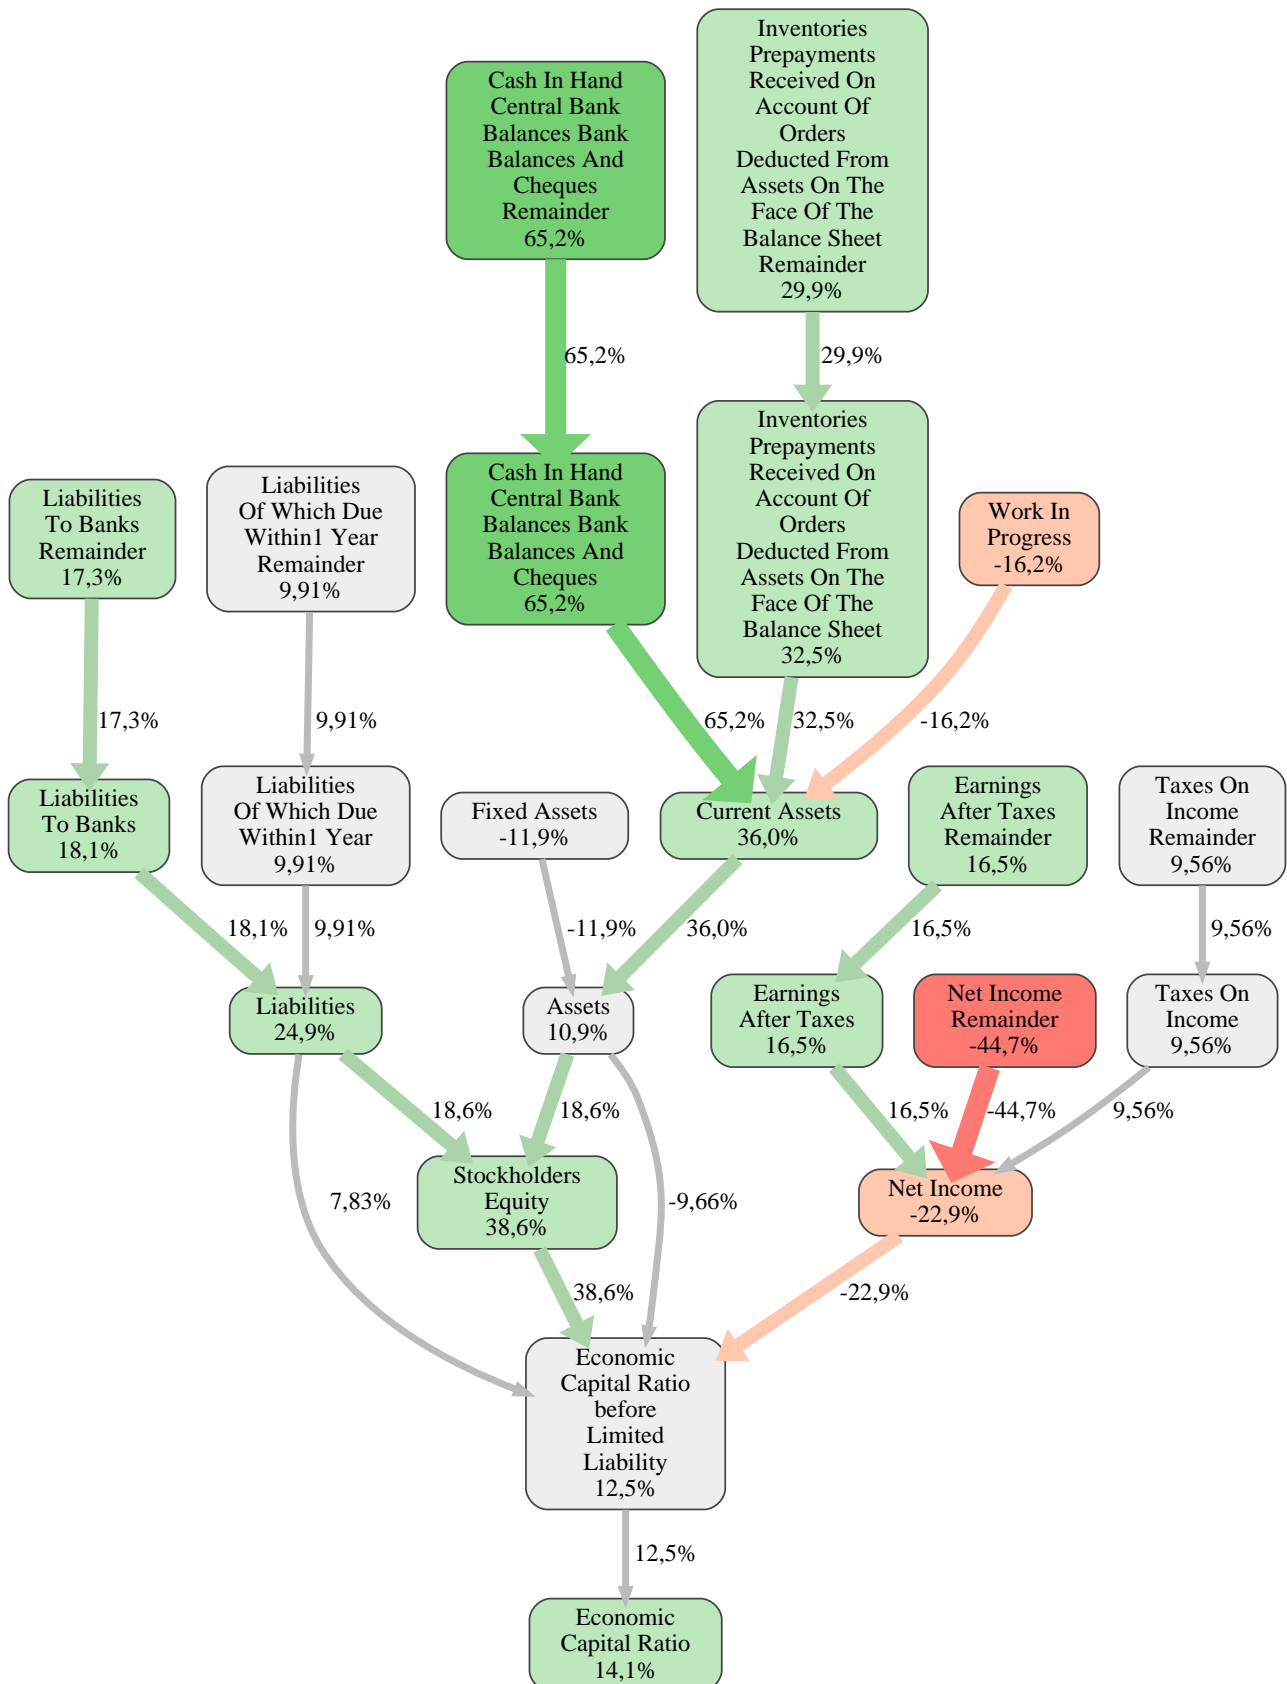 Inventories
Prepayments
Received On
Account Of
Orders
Deducted From
Assets On The
Face Of The
Balance Sheet
Remainder
29,9%
Cash In Hand
Central Bank
Balances Bank
Balances And
Cheques
Remainder
65,2%
65,2%
29,9%
Inventories
Prepayments
Received On
Account Of
Orders
Deducted From
Assets On The
Face Of The
Balance Sheet
32,5%
Cash In Hand
Central Bank
Balances Bank
Balances And
Cheques
65,2%
Liabilities
To Banks
Remainder
17,3%
Liabilities
Of Which Due
Within1 Year
Remainder
9,91%
Work In
Progress
-16,2%
17,3%
9,91%
65,2%
32,5%
-16,2%
Liabilities
To Banks
18,1%
Liabilities
Of Which Due
Within1 Year
9,91%
Fixed Assets
-11,9%
Current Assets
36,0%
Earnings
After Taxes
Remainder
16,5%
Taxes On
Income
Remainder
9,56%
18,1%
9,91%
-11,9%
36,0%
16,5%
9,56%
Liabilities
24,9%
Assets
10,9%
Earnings
After Taxes
16,5%
Net Income
Remainder
-44,7%
Taxes On
Income
9,56%
18,6%
18,6%
16,5%
-44,7%
9,56%
7,83%
Stockholders
Equity
38,6%
-9,66%
Net Income
-22,9%
38,6%
-22,9%
Economic
Capital Ratio
before
Limited
Liability
12,5%
12,5%
Economic
Capital Ratio
14,1%